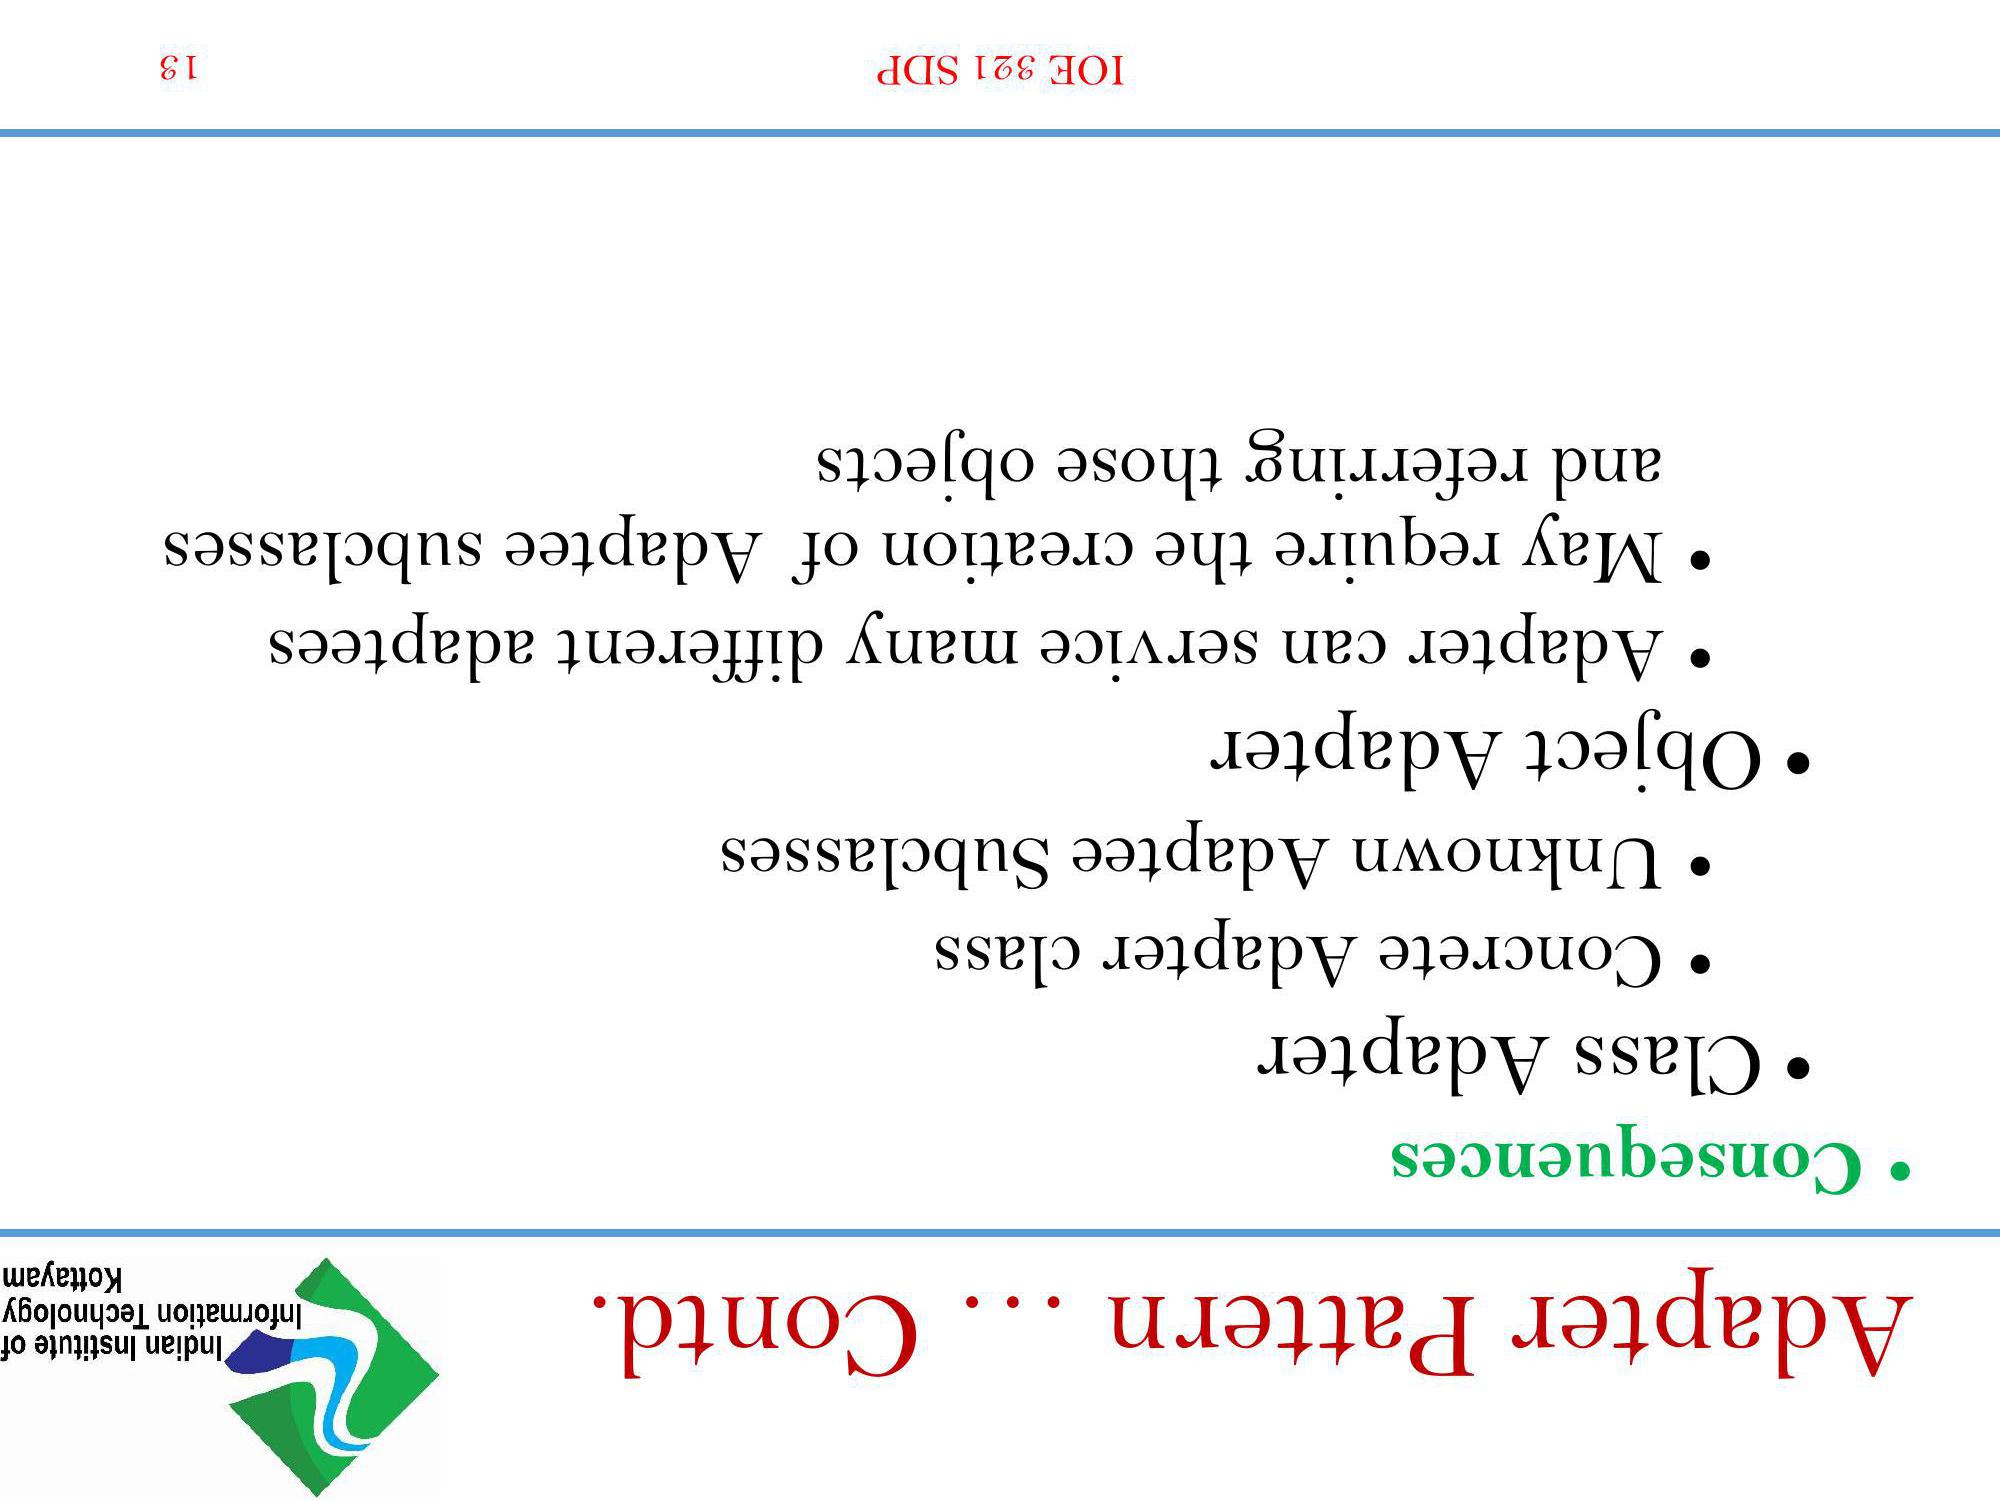 Adapter Pattern … Contd.
Indian Institute of
Information Technology
Kottayam
• Consequences
• Class Adapter
• Concrete Adapter class
• Unknown Adaptee Subclasses
• Object Adapter
• Adapter can service many different adaptees
• May require the creation of Adaptee subclasses
and referring those objects
IOE 321 SDP
13